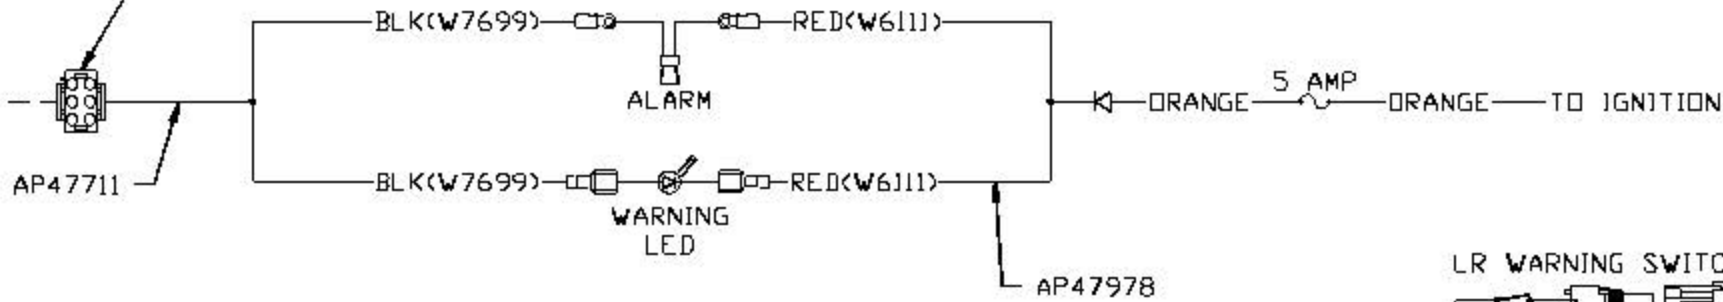 BLK(W7699) RED(W6111)
ALARM
5 AMP
ORANGE ORANGE TO IGNITION
AP47711
BLK(W7699) RED(W6111)
WARNING
LED
AP47978
LR WARNING SWITC